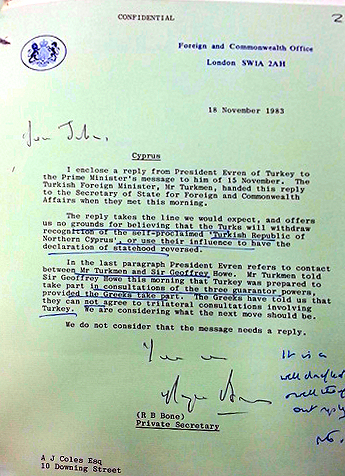 CONFIDENTIAL
2
Foreign and Commonwealth Office
London SW1A 2AH
18 November 1983
Cyprus
I enclose a reply from President Evren of Turkey to
the Prime Minister's message to him of 15 November. The
Turkish Foreign Minister, Mr Turkmen, handed this reply
to the Secretary of State for Foreign and Commonwealth
Affairs when they met this morning.
The reply takes the line we would expect, and offers
us no grounds for believing that the Turks will withdraw
recognition of the self-proclaimed 'Turkish Republic of
Northern Cyprus', or use their influence to have the
declaration of statehood reversed.
In the last paragraph President Evren refers to contact
between Mr Turkmen and Sir Geoffrey Howe. Mr Turkmen told
Sir Geoffrey Howe this morning that Turkey was prepared to
take part in consultations of the three guarantor powers,
provided the Greeks take part. The Greeks have told us that
they can not agree to trilateral consultations involving
Turkey. We are considering what the next move should be.
We do not consider that the message needs a reply.
It is a
well
(R B Bone)
Private Secretary
A J Coles Esq
10 Downing Street